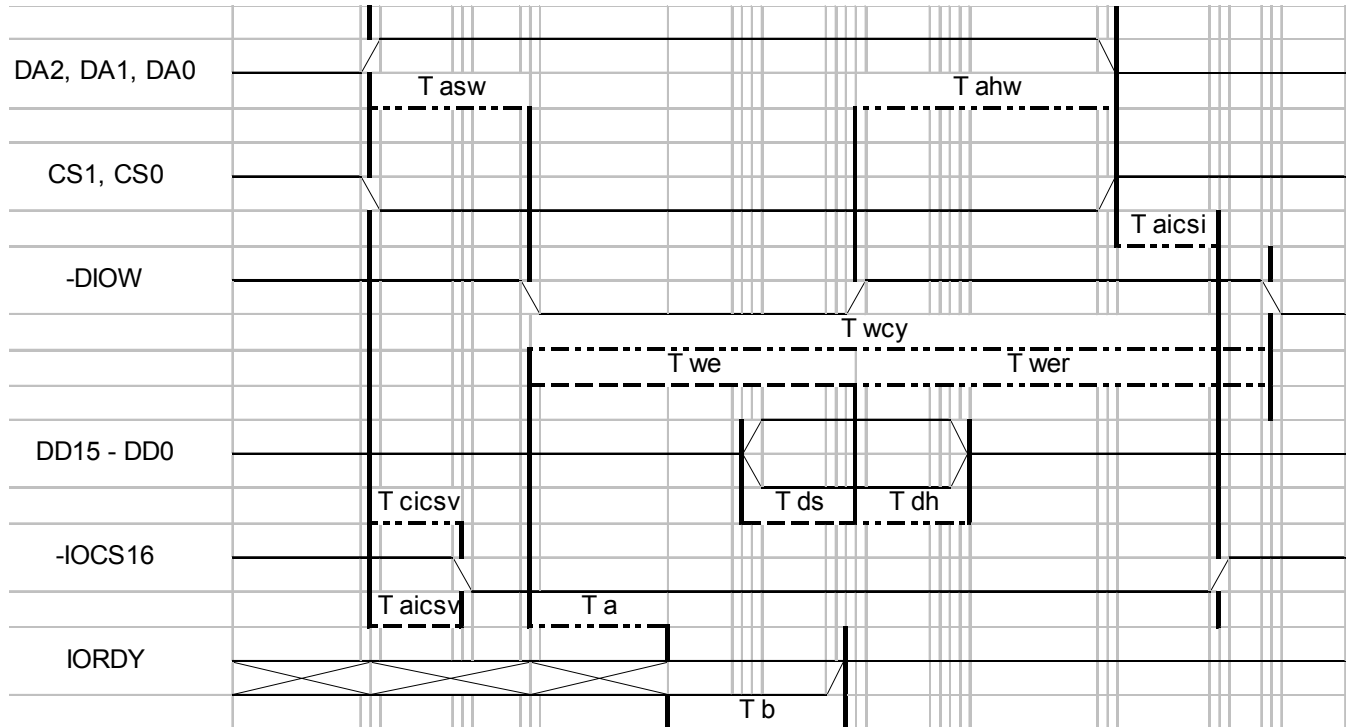 DA2, DA1, DA0
T asw
T ahw
CS1, CS0
T aicsi
-DIOW
T wcy
T we
T wer
DD15 - DD0
T cicsv
T ds
T dh
-IOCS16
T aicsv
T a
IORDY
T b